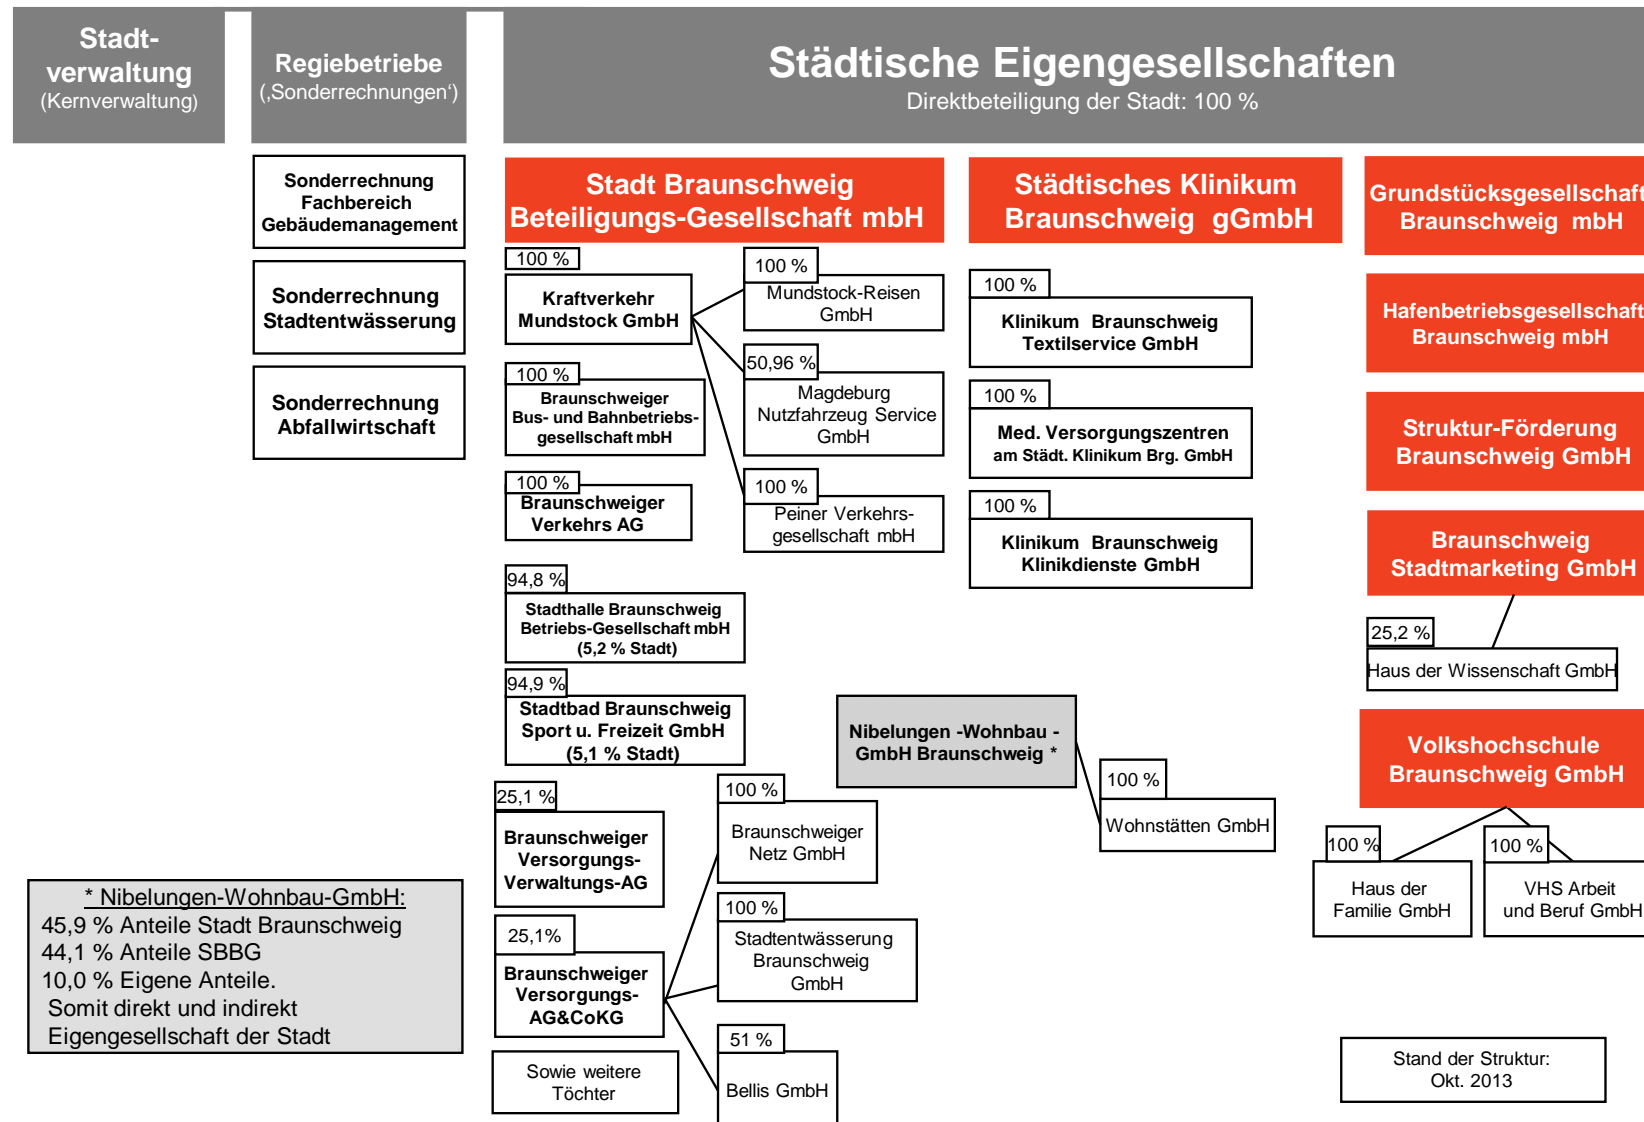 Stadt-
verwaltung
(Kernverwaltung)
Regiebetriebe
(‚Sonderrechnungen‘)
Städtische Eigengesellschaften
Direktbeteiligung der Stadt: 100 %
Sonderrechnung
Fachbereich
Gebäudemanagement
Sonderrechnung
Stadtentwässerung
Sonderrechnung
Abfallwirtschaft
Stadt Braunschweig
Beteiligungs-Gesellschaft mbH
100 %
Kraftverkehr
Mundstock GmbH
100 %
Mundstock-Reisen
GmbH
50,96 %
Magdeburg
Nutzfahrzeug Service
GmbH
100 %
Peiner Verkehrs-
gesellschaft mbH
100 %
Braunschweiger
Bus- und Bahnbetriebs-
gesellschaft mbH
100 %
Braunschweiger
Verkehrs AG
94,8 %
Stadthalle Braunschweig
Betriebs-Gesellschaft mbH
(5,2 % Stadt)
94,9 %
Stadtbad Braunschweig
Sport u. Freizeit GmbH
(5,1 % Stadt)
25,1 %
Braunschweiger
Versorgungs-
Verwaltungs-AG
25,1%
Braunschweiger
Versorgungs-
AG&CoKG
100 %
Braunschweiger
Netz GmbH
100 %
Stadtentwässerung
Braunschweig
GmbH
51 %
Bellis GmbH
Sowie weitere
Töchter
Städtisches Klinikum
Braunschweig gGmbH
100 %
Klinikum Braunschweig
Textilservice GmbH
100 %
Med. Versorgungszentren
am Städt. Klinikum Brg. GmbH
100 %
Klinikum Braunschweig
Klinikdienste GmbH
Nibelungen -Wohnbau -
GmbH Braunschweig *
100 %
Wohnstätten GmbH
Grundstücksgesellschaft
Braunschweig mbH
Hafenbetriebsgesellschaft
Braunschweig mbH
Struktur-Förderung
Braunschweig GmbH
Braunschweig
Stadtmarketing GmbH
25,2 %
Haus der Wissenschaft GmbH
Volkshochschule
Braunschweig GmbH
100 %
Haus der
Familie GmbH
100 %
VHS Arbeit
und Beruf GmbH
* Nibelungen-Wohnbau-GmbH:
45,9 % Anteile Stadt Braunschweig
44,1 % Anteile SBBG
10,0 % Eigene Anteile.
Somit direkt und indirekt
Eigengesellschaft der Stadt
Stand der Struktur:
Okt. 2013